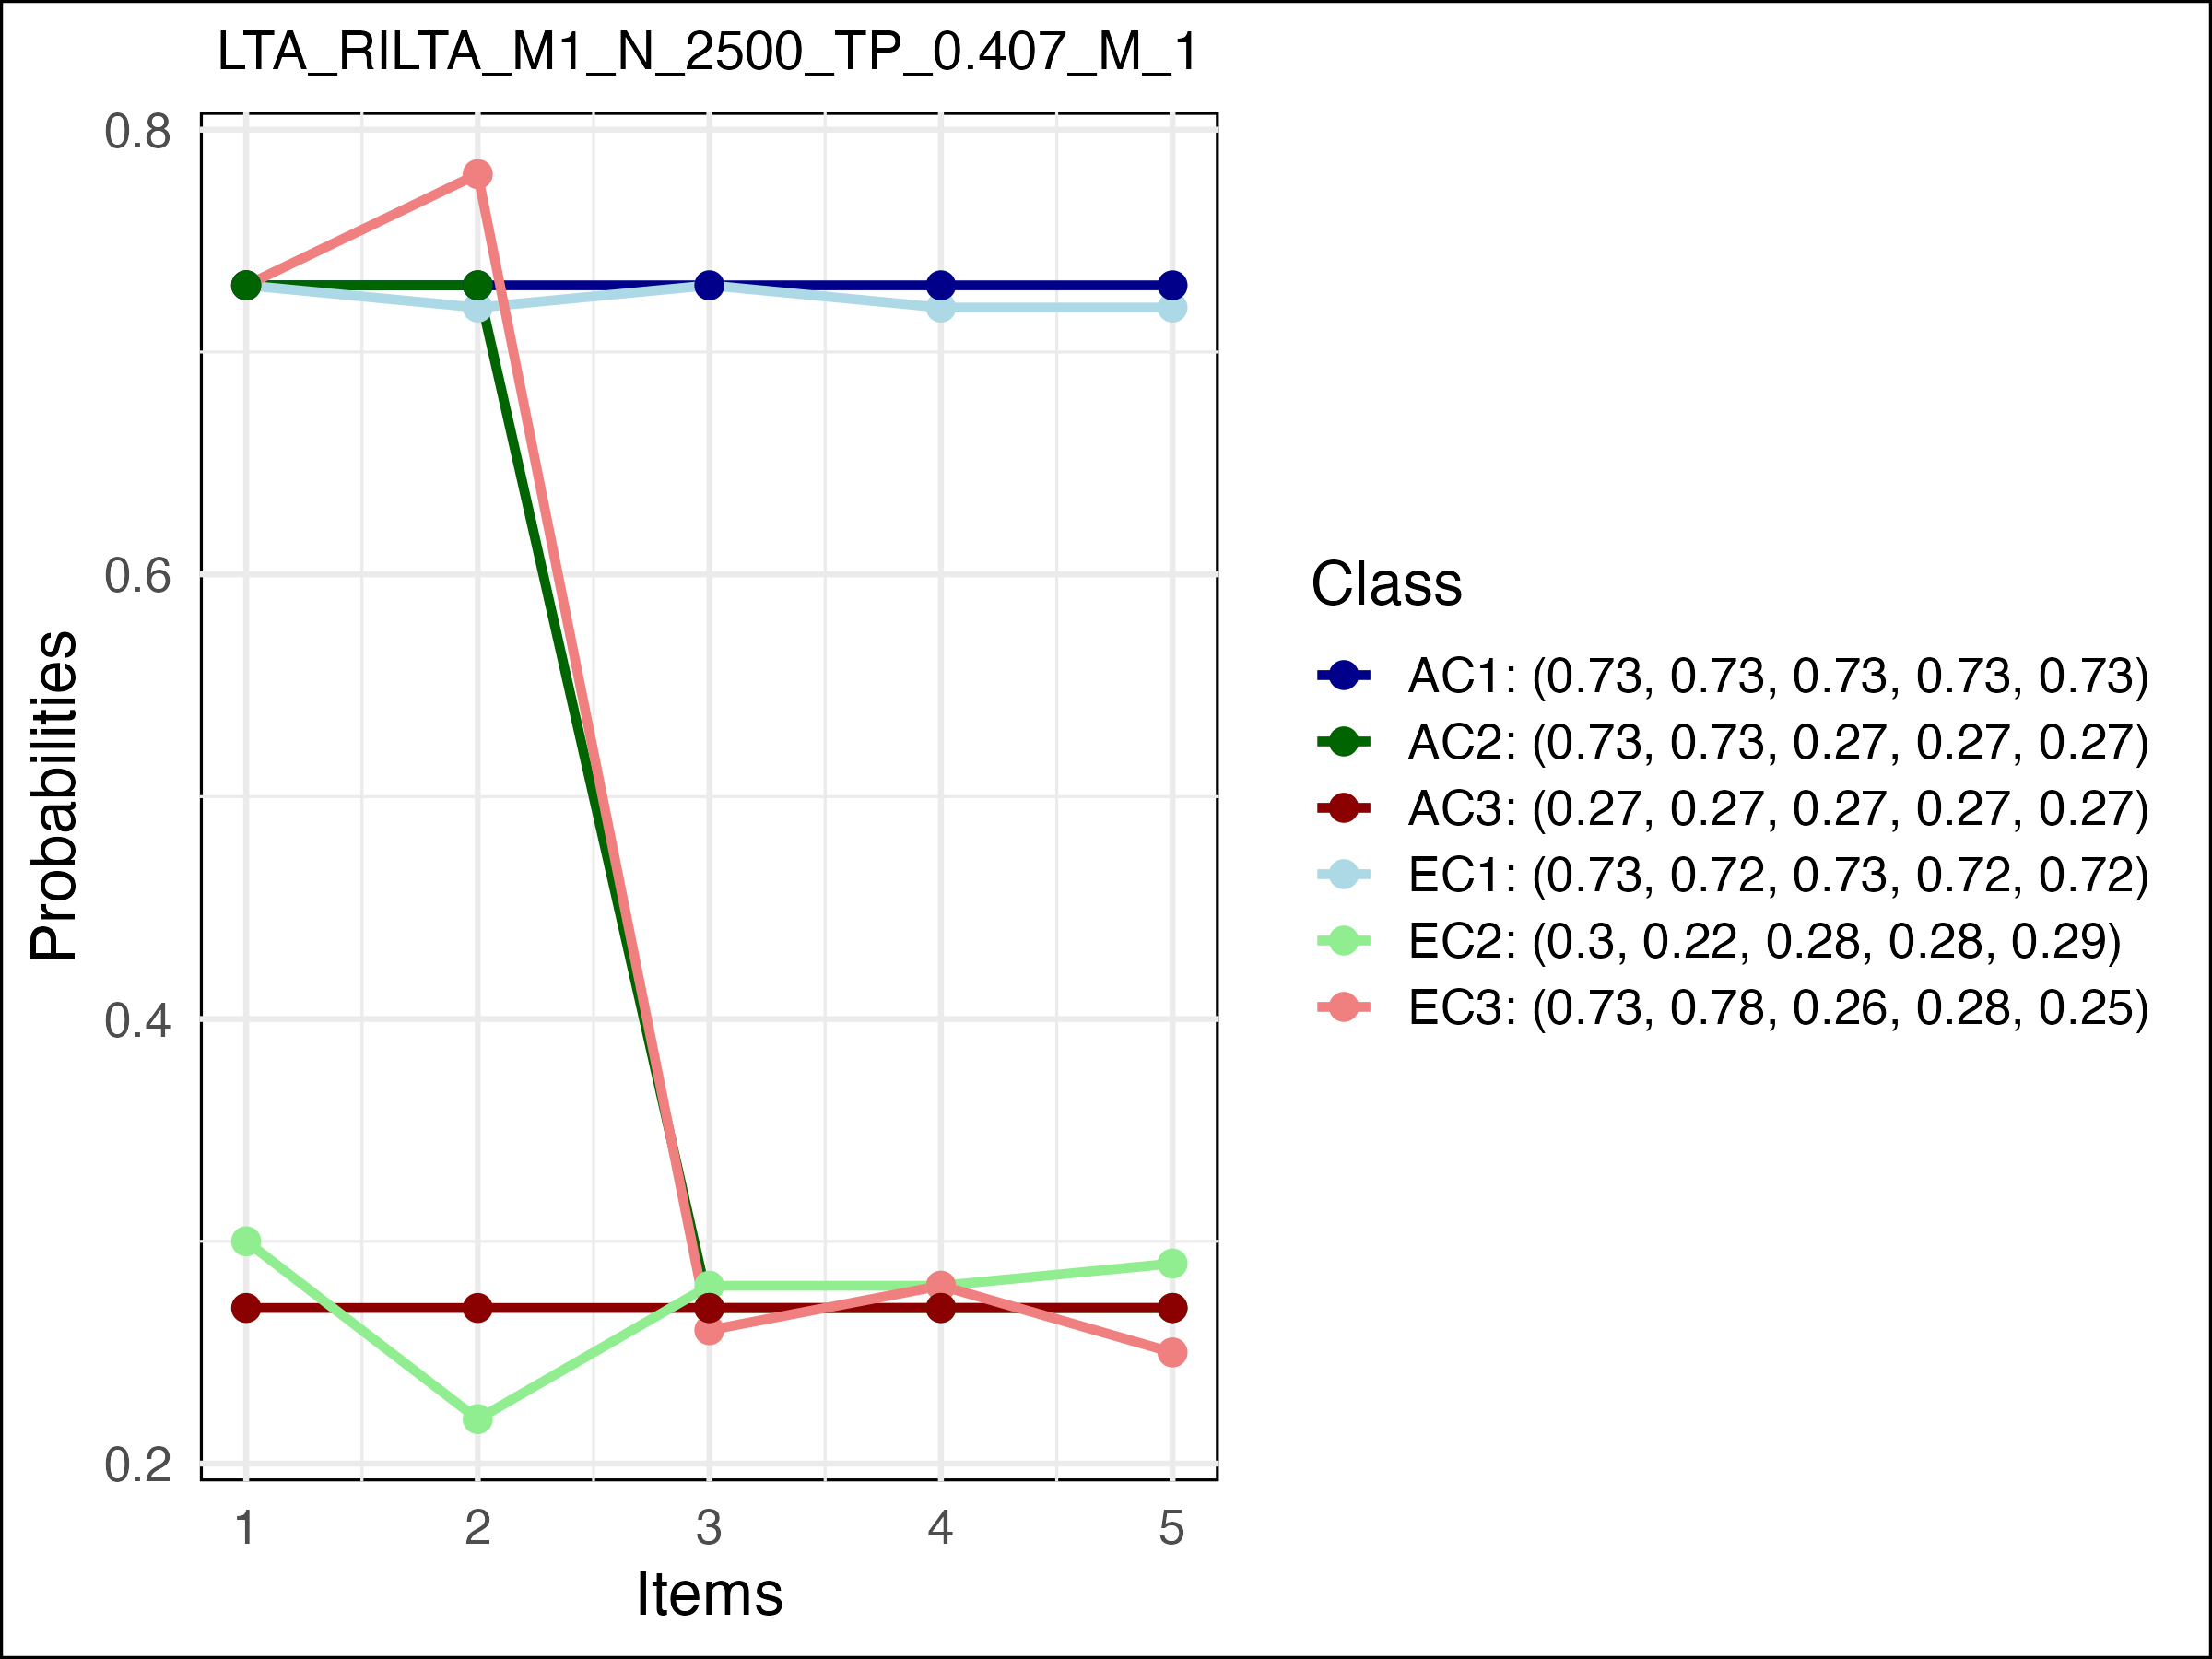 LTA_RILTA_M1_N_2500_TP_0.407_M_1
0.8
0.6
0.4
0.2
Probabilities
1 2 3 4 5
Items
Class
AC1: (0.73, 0.73, 0.73, 0.73, 0.73)
AC2: (0.73, 0.73, 0.27, 0.27, 0.27)
AC3: (0.27, 0.27, 0.27, 0.27, 0.27)
EC1: (0.73, 0.72, 0.73, 0.72, 0.72)
EC2: (0.3, 0.22, 0.28, 0.28, 0.29)
EC3: (0.73, 0.78, 0.26, 0.28, 0.25)